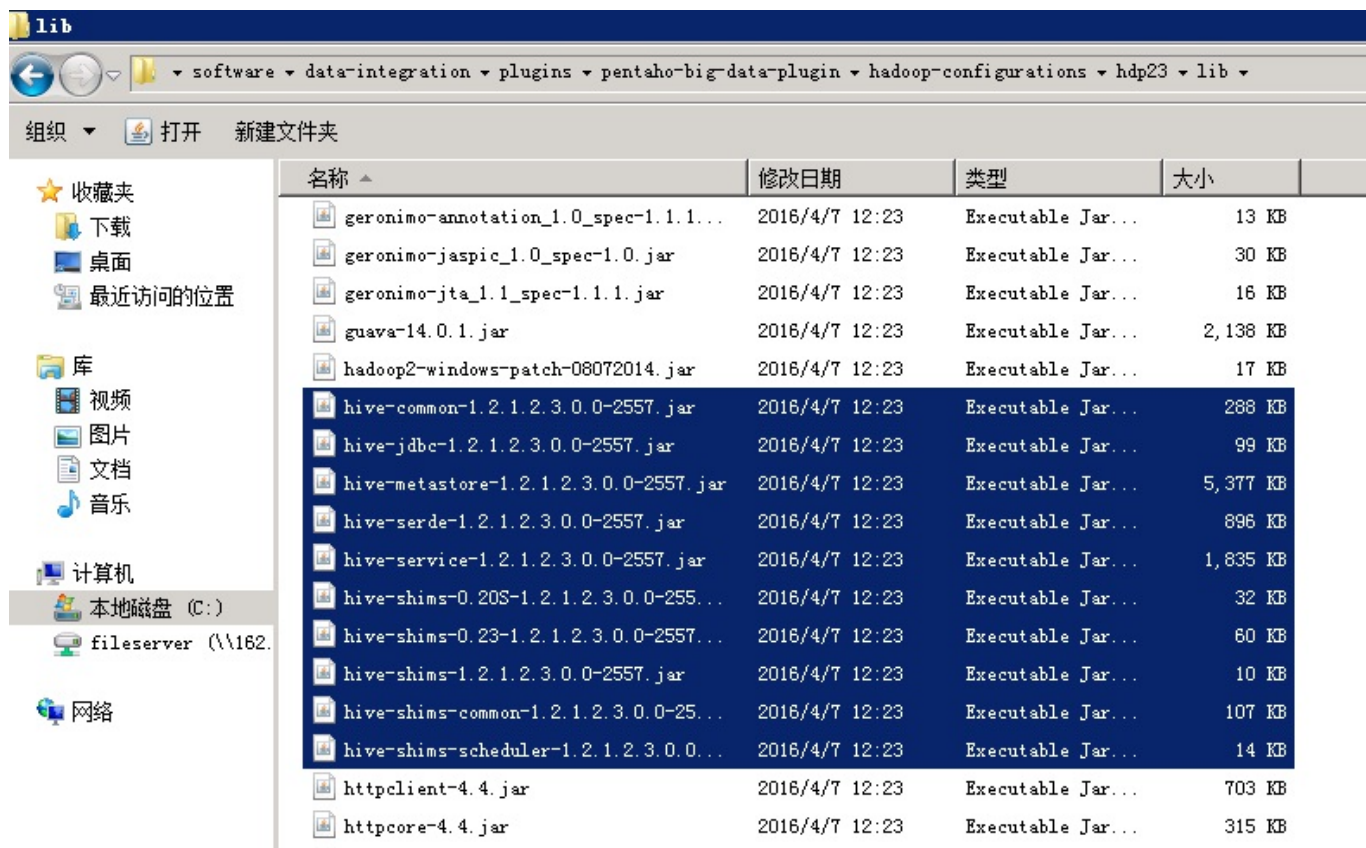 lib
software data-integration plugins pentaho-big-data-plugin hadoop-configurations hdp23 lib
组织 打开 新建文件夹
收藏夹
下载
桌面
最近访问的位置
库
视频
图片
文档
音乐
计算机
本地磁盘 (C:)
fileserver (\\162.
网络
名称 修改日期 类型 大小
geronimo-annotation_1.0_spec-1.1.1... 2016/4/7 12:23 Executable Jar... 13 KB
geronimo-jaspic_1.0_spec-1.0.jar 2016/4/7 12:23 Executable Jar... 30 KB
geronimo-jta_1.1_spec-1.1.1.jar 2016/4/7 12:23 Executable Jar... 16 KB
guava-14.0.1.jar 2016/4/7 12:23 Executable Jar... 2,138 KB
hadoop2-windows-patch-08072014.jar 2016/4/7 12:23 Executable Jar... 17 KB
hive-common-1.2.1.2.3.0.0-2557.jar 2016/4/7 12:23 Executable Jar... 288 KB
hive-jdbc-1.2.1.2.3.0.0-2557.jar 2016/4/7 12:23 Executable Jar... 99 KB
hive-metastore-1.2.1.2.3.0.0-2557.jar 2016/4/7 12:23 Executable Jar... 5,377 KB
hive-serde-1.2.1.2.3.0.0-2557.jar 2016/4/7 12:23 Executable Jar... 896 KB
hive-service-1.2.1.2.3.0.0-2557.jar 2016/4/7 12:23 Executable Jar... 1,835 KB
hive-shims-0.20S-1.2.1.2.3.0.0-255... 2016/4/7 12:23 Executable Jar... 32 KB
hive-shims-0.23-1.2.1.2.3.0.0-2557... 2016/4/7 12:23 Executable Jar... 60 KB
hive-shims-1.2.1.2.3.0.0-2557.jar 2016/4/7 12:23 Executable Jar... 10 KB
hive-shims-common-1.2.1.2.3.0.0-25... 2016/4/7 12:23 Executable Jar... 107 KB
hive-shims-scheduler-1.2.1.2.3.0.0... 2016/4/7 12:23 Executable Jar... 14 KB
httpclient-4.4.jar 2016/4/7 12:23 Executable Jar... 703 KB
httpcore-4.4.jar 2016/4/7 12:23 Executable Jar... 315 KB